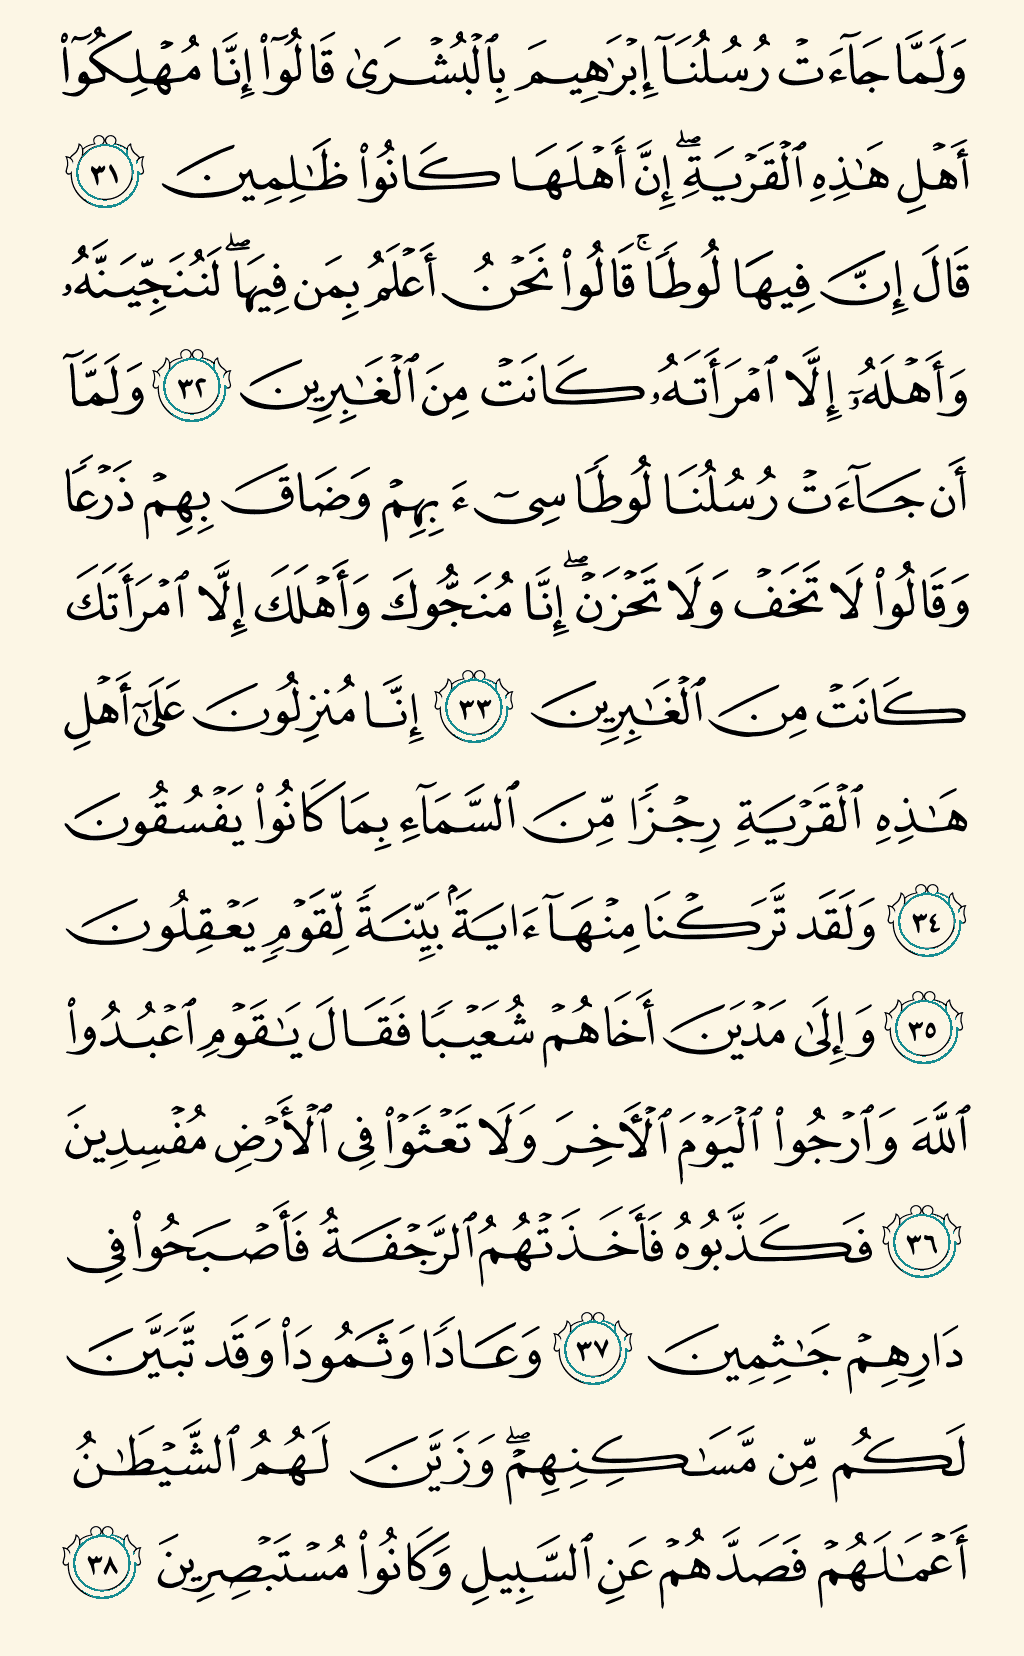 وَلَمَّا جَآءَتْ رُسُلُنَآ إِبْرَٰهِيمَ بِٱلْبُشْرَىٰ قَالُوٓا۟ إِنَّا مُهْلِكُوٓا۟
أَهْلِ هَـٰذِهِ ٱلْقَرْيَةِ ۖ إِنَّ أَهْلَهَا كَانُوا۟ ظَـٰلِمِينَ ٣١
قَالَ إِنَّ فِيهَا لُوطًا ۚ قَالُوا۟ نَحْنُ أَعْلَمُ بِمَن فِيهَا ۖ لَنُنَجِّيَنَّهُۥ
وَأَهْلَهُۥٓ إِلَّا ٱمْرَأَتَهُۥ كَانَتْ مِنَ ٱلْغَـٰبِرِينَ ٣٢ وَلَمَّآ
أَن جَآءَتْ رُسُلُنَا لُوطًا سِىٓءَ بِهِمْ وَضَاقَ بِهِمْ ذَرْعًا
وَقَالُوا۟ لَا تَخَفْ وَلَا تَحْزَنْ ۖ إِنَّا مُنَجُّوكَ وَأَهْلَكَ إِلَّا ٱمْرَأَتَكَ
كَانَتْ مِنَ ٱلْغَـٰبِرِينَ ٣٣ إِنَّا مُنزِلُونَ عَلَىٰٓ أَهْلِ
هَـٰذِهِ ٱلْقَرْيَةِ رِجْزًا مِّنَ ٱلسَّمَآءِ بِمَا كَانُوا۟ يَفْسُقُونَ
٣٤ وَلَقَد تَّرَكْنَا مِنْهَآ ءَايَةًۢ بَيِّنَةً لِّقَوْمٍ يَعْقِلُونَ
٣٥ وَإِلَىٰ مَدْيَنَ أَخَاهُمْ شُعَيْبًا فَقَالَ يَـٰقَوْمِ ٱعْبُدُوا۟
ٱللَّهَ وَٱرْجُوا۟ ٱلْيَوْمَ ٱلْـَٔاخِرَ وَلَا تَعْثَوْا۟ فِى ٱلْأَرْضِ مُفْسِدِينَ
٣٦ فَكَذَّبُوهُ فَأَخَذَتْهُمُ ٱلرَّجْفَةُ فَأَصْبَحُوا۟ فِى
دَارِهِمْ جَـٰثِمِينَ ٣٧ وَعَادًا وَثَمُودَا۟ وَقَد تَّبَيَّنَ
لَكُم مِّن مَّسَـٰكِنِهِمْ ۖ وَزَيَّنَ لَهُمُ ٱلشَّيْطَـٰنُ
أَعْمَـٰلَهُمْ فَصَدَّهُمْ عَنِ ٱلسَّبِيلِ وَكَانُوا۟ مُسْتَبْصِرِينَ ٣٨